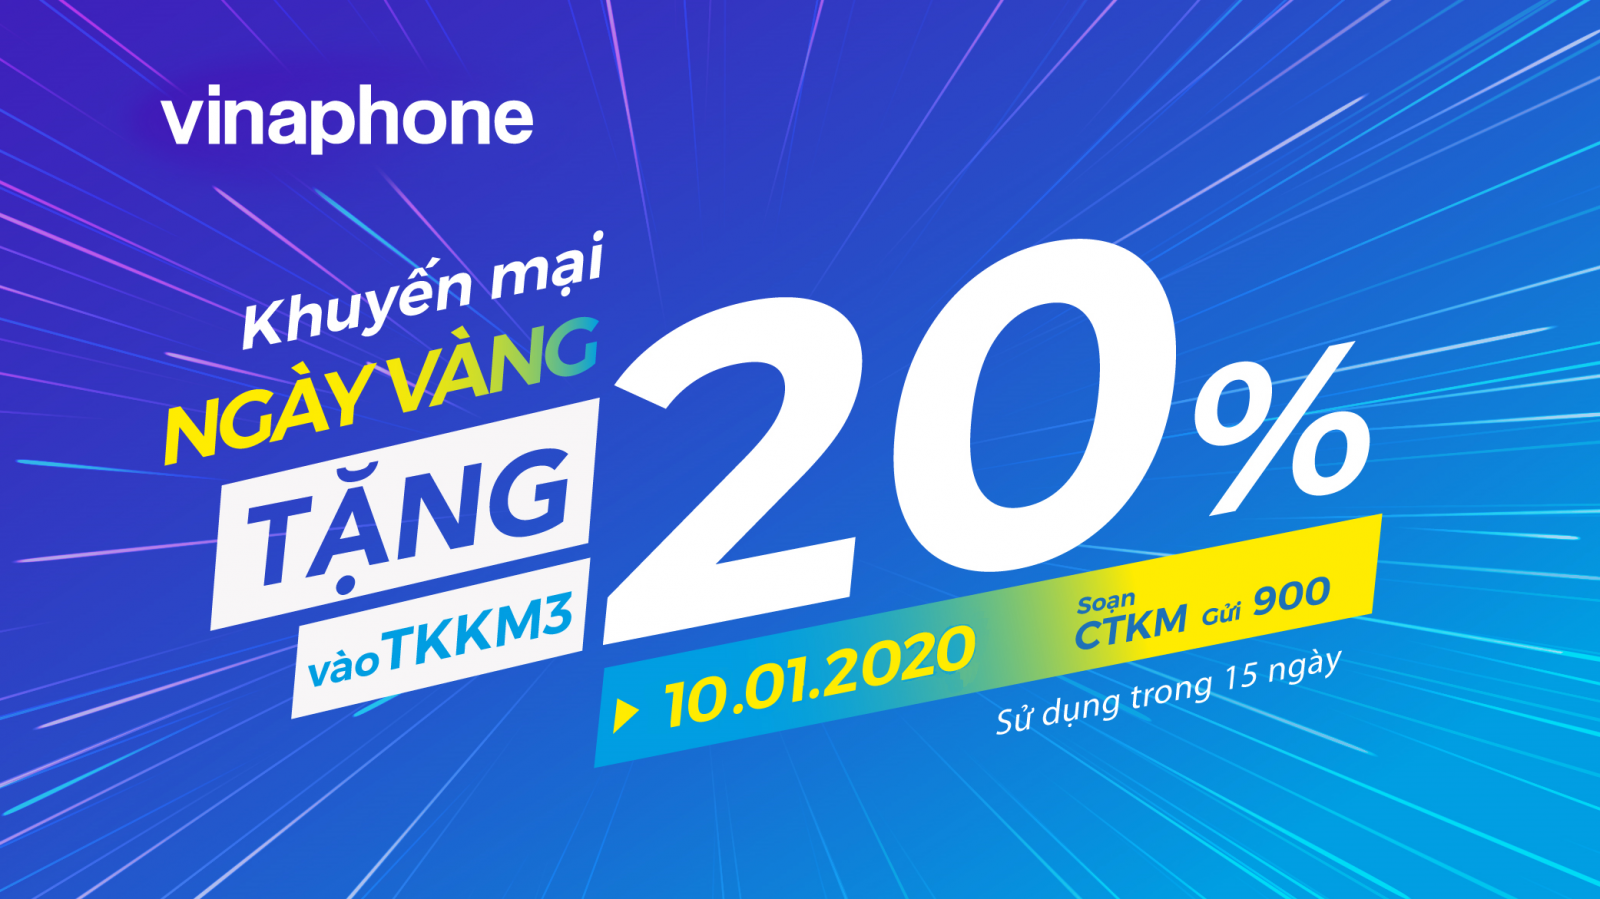 vinaphone
Khuyến mại
NGÀY VÀNG
TẶNG
20%
vào TKKM3
10.01.2020
Soạn
CTKM Gửi 900
Sử dụng trong 15 ngày